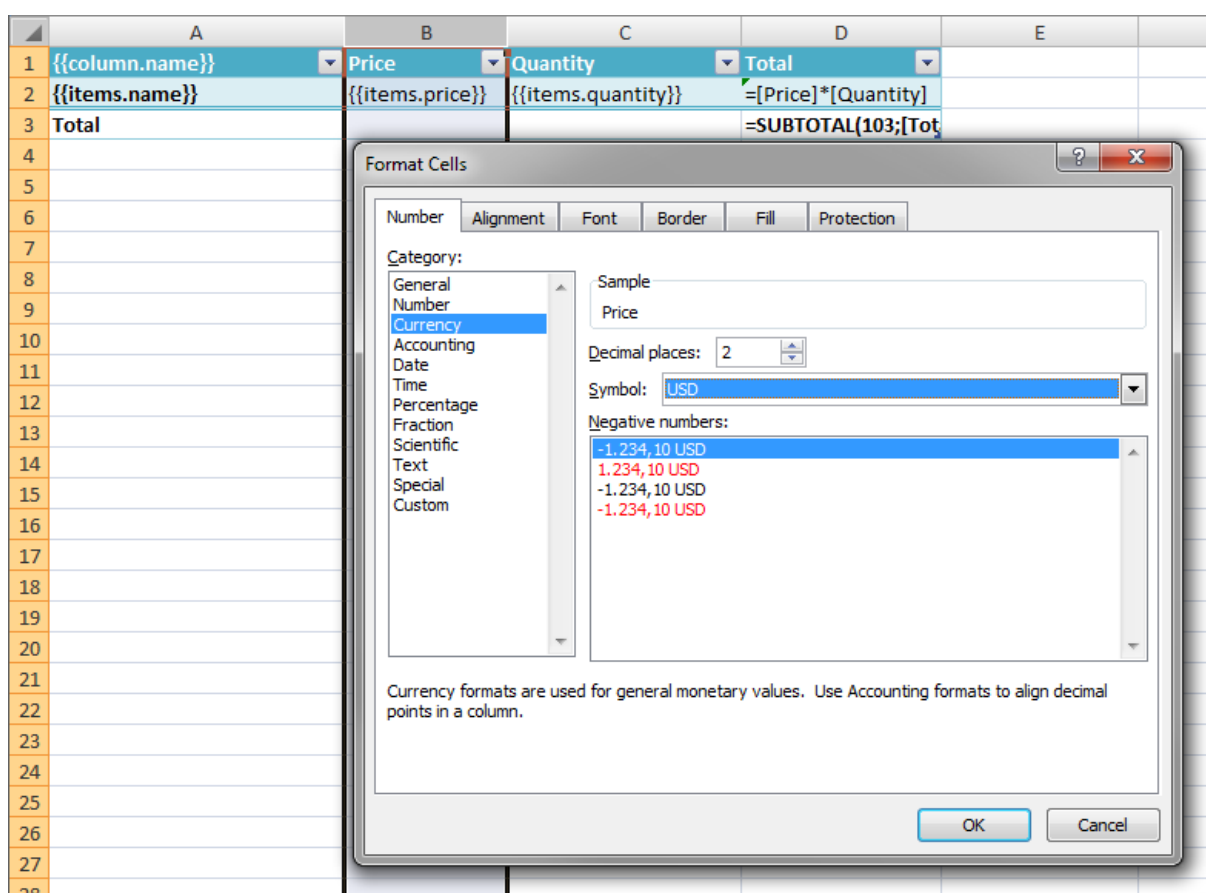 A B C D E
1 {{column.name}} Price Quantity Total
2 {{items.name}} {{items.price}} {{items.quantity}} =[Price]*[Quantity]
3 Total =SUBTOTAL(103;[Tot
4
5
6
7
8
9
10
11
12
13
14
15
16
17
18
19
20
21
22
23
24
25
26
27
28
Format Cells
Number Alignment Font Border Fill Protection
Category:
General
Number
Currency
Accounting
Date
Time
Percentage
Fraction
Scientific
Text
Special
Custom
Sample
Price
Decimal places: 2
Symbol: USD
Negative numbers:
-1.234,10 USD
1.234,10 USD
-1.234,10 USD
-1.234,10 USD
Currency formats are used for general monetary values. Use Accounting formats to align decimal
points in a column.
OK Cancel